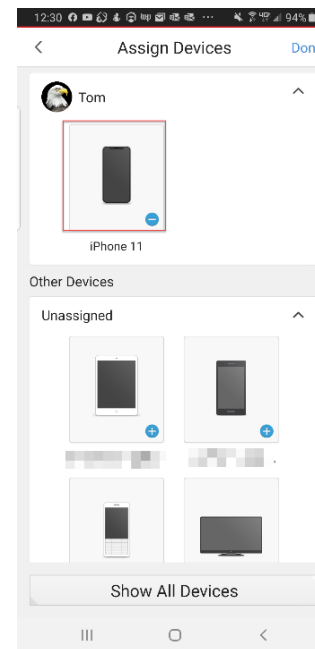 12:30
94%
Assign Devices
Don
Tom
iPhone 11
Other Devices
Unassigned
Show All Devices